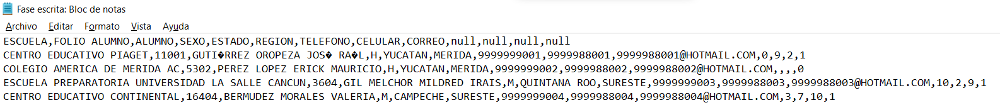 Fase escrita: Bloc de notas
Archivo Editar Formato Vista Ayuda
ESCUELA,FOLIO ALUMNO,ALUMNO,SEXO,ESTADO,REGION,TELEFONO,CELULAR,CORREO,null,null,null,null
CENTRO EDUCATIVO PIAGET,11001,GUTI�RREZ OROPEZA JOS� RA�L,H,YUCATAN,MERIDA,9999999001,9999988001,9999988001@HOTMAIL.COM,0,9,2,1
COLEGIO AMERICA DE MERIDA AC,5302,PEREZ LOPEZ ERICK MAURICIO,H,YUCATAN,MERIDA,9999999002,9999988002,9999988002@HOTMAIL.COM,,,,0
ESCUELA PREPARATORIA UNIVERSIDAD LA SALLE CANCUN,3604,GIL MELCHOR MILDRED IRAIS,M,QUINTANA ROO,SURESTE,9999999003,9999988003,9999988003@HOTMAIL.COM,10,2,9,1
CENTRO EDUCATIVO CONTINENTAL,16404,BERMUDEZ MORALES VALERIA,M,CAMPECHE,SURESTE,9999999004,9999988004,9999988004@HOTMAIL.COM,3,7,10,1